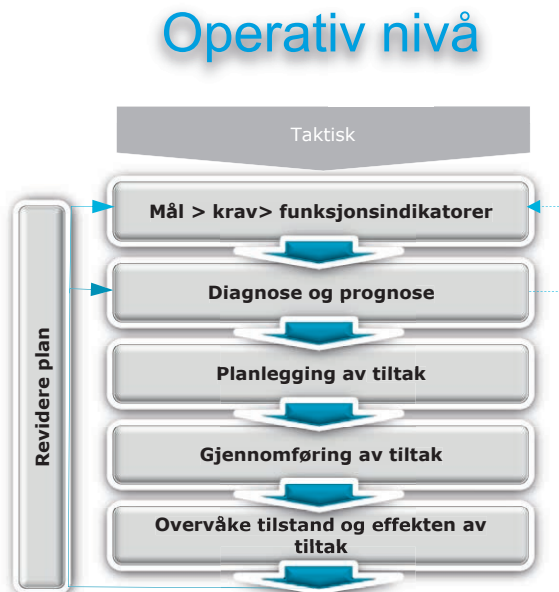 Operativ nivå
Taktisk
Mål > krav> funksjonsindikatorer
Diagnose og prognose
Planlegging av tiltak
Gjennomføring av tiltak
Overvåke tilstand og effekten av
tiltak
Revidere plan